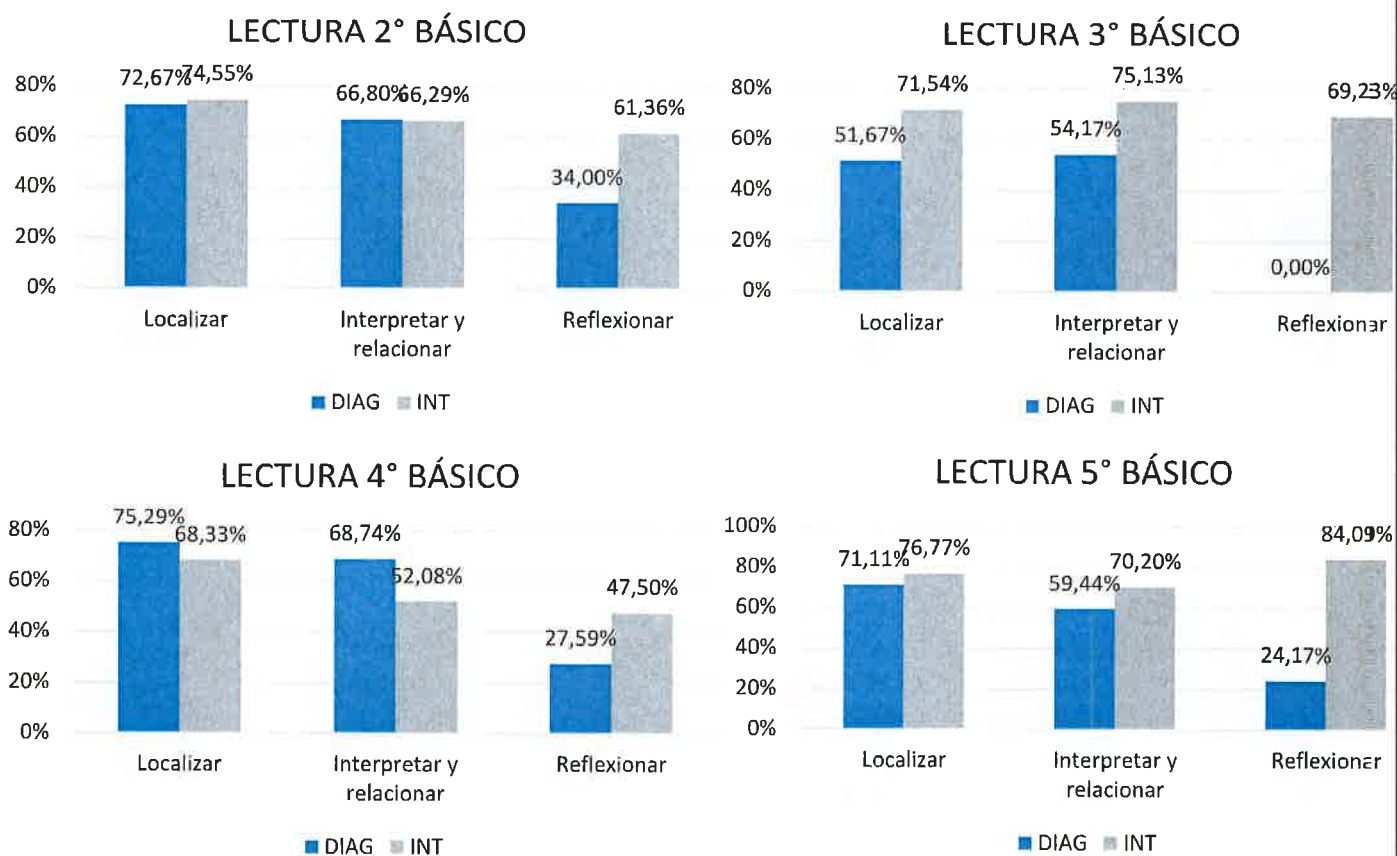 LECTURA 2° BÁSICO
80%
60%
40%
20%
0%
72,67%
74,55%
66,80%
66,29%
34,00%
61,36%
Localizar
Interpretar y
relacionar
Reflexionar
DIAG INT
LECTURA 3° BÁSICO
80%
60%
40%
20%
0%
51,67%
71,54%
54,17%
75,13%
0,00%
69,23%
Localizar
Interpretar y
relacionar
Reflexionar
DIAG INT
LECTURA 4° BÁSICO
80%
60%
40%
20%
0%
75,29%
68,33%
68,74%
52,08%
27,59%
47,50%
Localizar
Interpretar y
relacionar
Reflexionar
DIAG INT
LECTURA 5° BÁSICO
100%
80%
60%
40%
20%
0%
71,11%
76,77%
59,44%
70,20%
24,17%
84,09%
Localizar
Interpretar y
relacionar
Reflexionar
DIAG INT